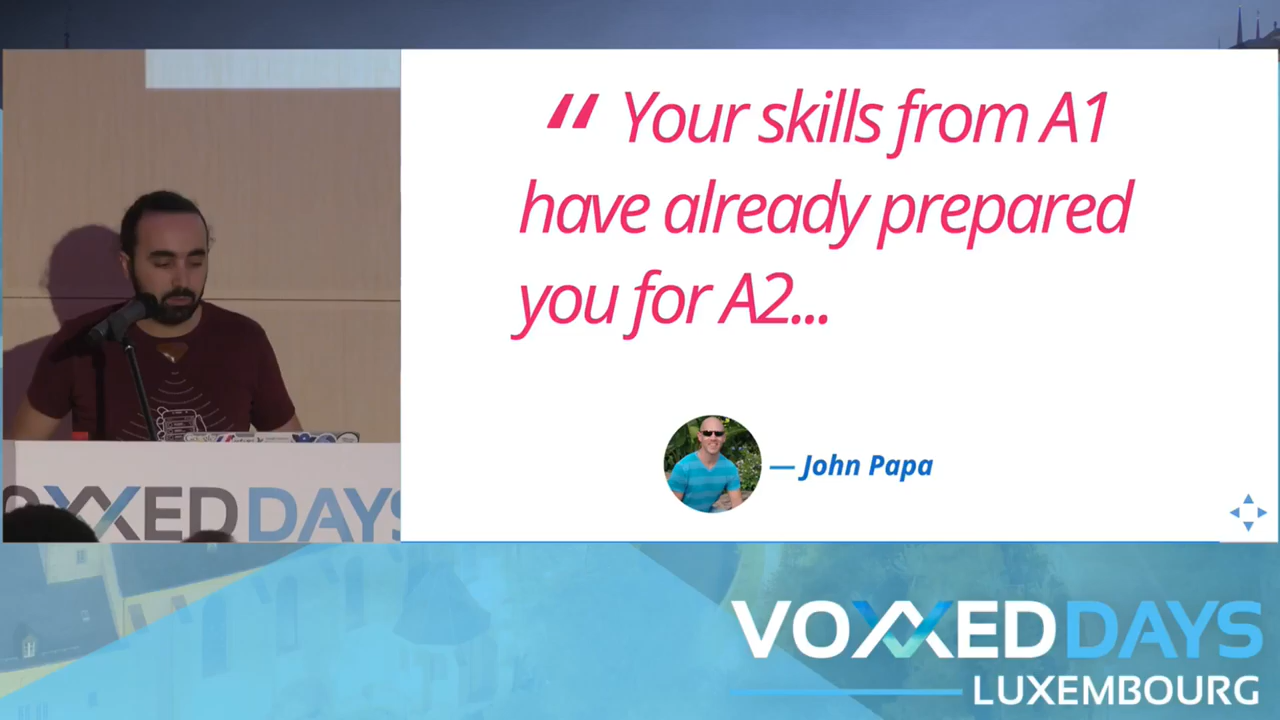 “ Your skills from A1
have already prepared
you for A2...
— John Papa
VOXXED DAYS
VOXXED DAYS
LUXEMBOURG